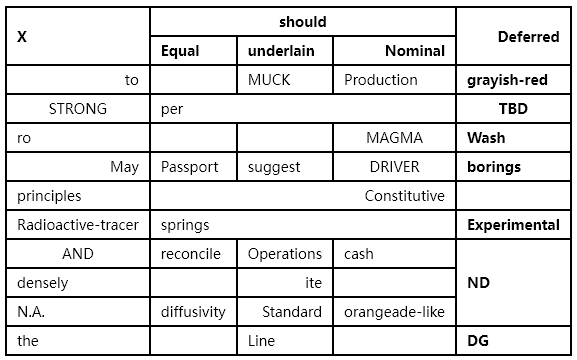 X should Deferred
Equal underlain Nominal
to MUCK Production grayish-red
STRONG per TBD
ro MAGMA Wash
May Passport suggest DRIVER borings
principles Constitutive
Radioactive-tracer springs Experimental
AND reconcile Operations cash ND
densely ite
N.A. diffusivity Standard orangeade-like
the Line DG